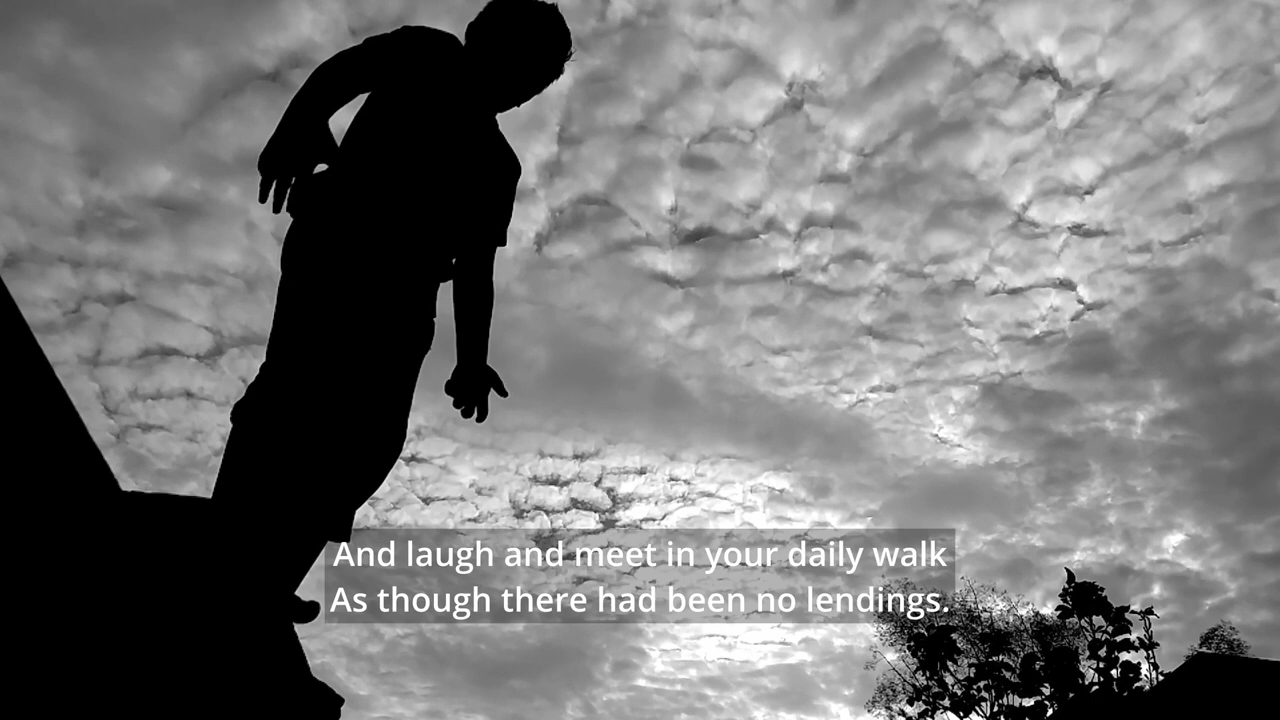 And laugh and meet in your daily walk
As though there had been no lendings.